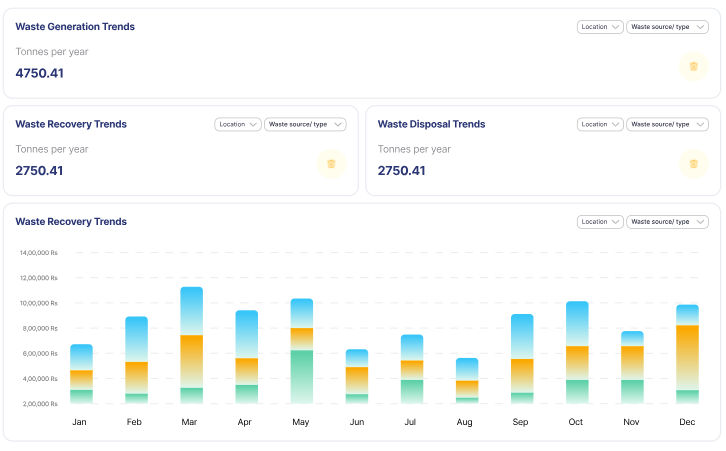 Waste Generation Trends
Location
Waste source/ type
Tonnes per year
4750.41
Waste Recovery Trends
Location
Waste source/ type
Tonnes per year
2750.41
Waste Disposal Trends
Location
Waste source/ type
Tonnes per year
2750.41
Waste Recovery Trends
Location
Waste source/ type
14,00,000 Rs
12,00,000 Rs
10,00,000 Rs
8,00,000 Rs
6,00,000 Rs
4,00,000 Rs
2,00,000 Rs
Jan Feb Mar Apr May Jun Jul Aug Sep Oct Nov Dec